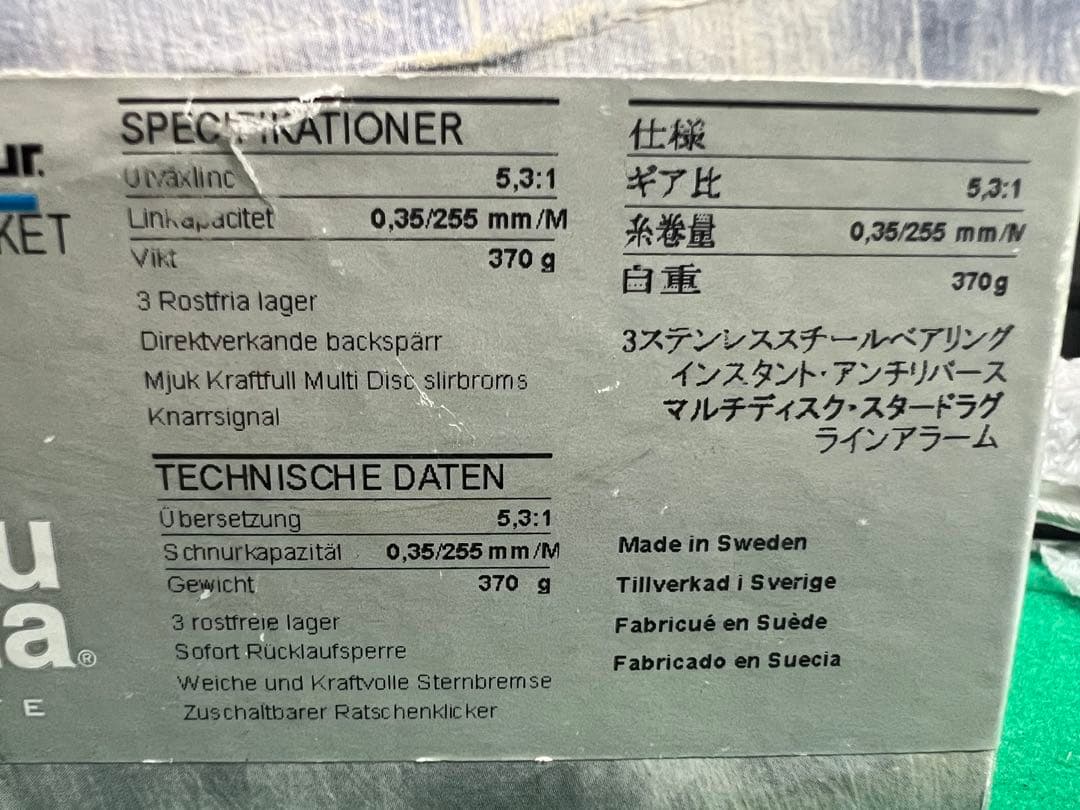 ur.
KET
u
a®
E
SPECIFIKATIONER
Utväxling 5,3:1
Linkapacitet 0,35/255 mm/M
Vikt 370 g
3 Rostfria lager
Direktverkande backspärr
Mjuk Kraftfull Multi Disc slirbroms
Knarrsignal
TECHNISCHE DATEN
Übersetzung 5,3:1
Schnurkapazität 0,35/255 mm/M
Gewicht 370 g
3 rostfreie lager
Sofort Rücklaufsperre
Weiche und Kraftvolle Sternbremse
Zuschaltbarer Ratschenklicker
仕様
ギア比 5,3:1
糸巻量 0,35/255 mm/M
自重 370g
3ステンレススチールベアリング
インスタント・アンチリバース
マルチディスク・スタードラグ
ラインアラーム
Made in Sweden
Tillverkad i Sverige
Fabricué en Suède
Fabricado en Suecia